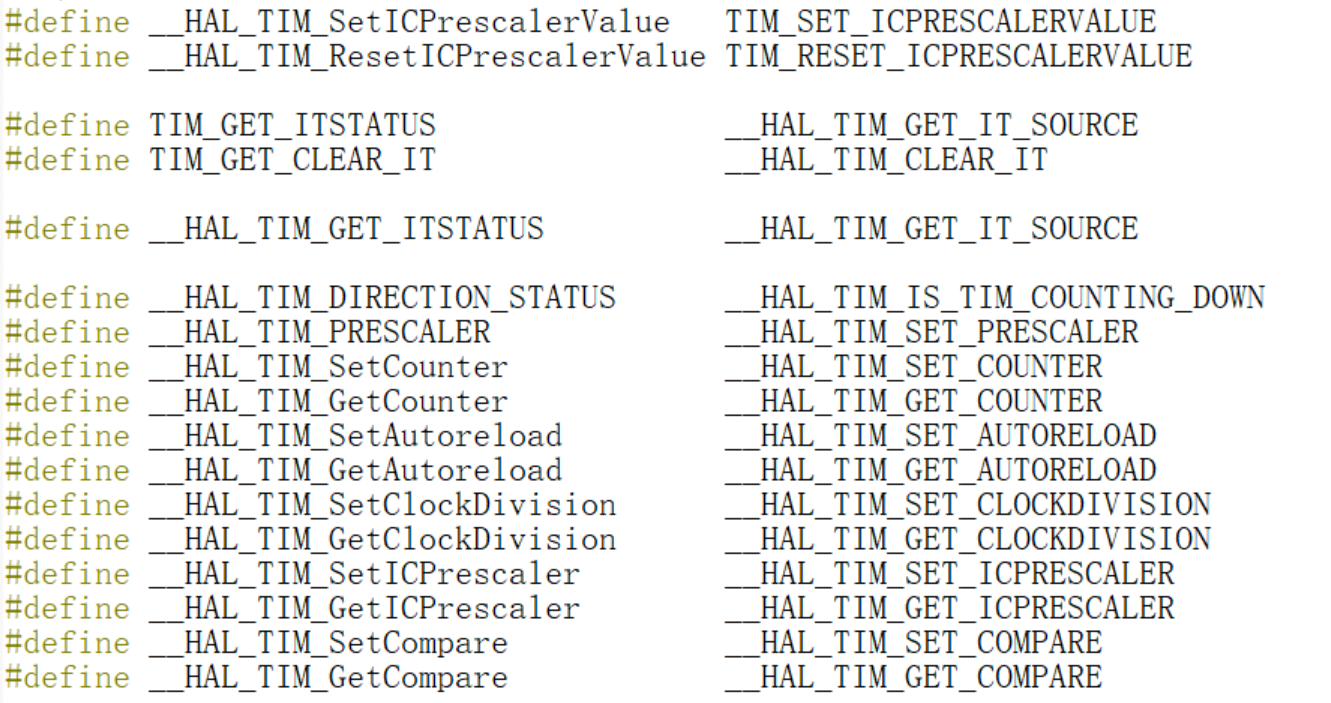 #define __HAL_TIM_SetICPrescalerValue   TIM_SET_ICPRESCALERVALUE
#define __HAL_TIM_ResetICPrescalerValue TIM_RESET_ICPRESCALERVALUE
#define TIM_GET_ITSTATUS                __HAL_TIM_GET_IT_SOURCE
#define TIM_GET_CLEAR_IT                __HAL_TIM_CLEAR_IT
#define __HAL_TIM_GET_ITSTATUS          __HAL_TIM_GET_IT_SOURCE
#define __HAL_TIM_DIRECTION_STATUS      __HAL_TIM_IS_TIM_COUNTING_DOWN
#define __HAL_TIM_PRESCALER             __HAL_TIM_SET_PRESCALER
#define __HAL_TIM_SetCounter            __HAL_TIM_SET_COUNTER
#define __HAL_TIM_GetCounter            __HAL_TIM_GET_COUNTER
#define __HAL_TIM_SetAutoreload         __HAL_TIM_SET_AUTORELOAD
#define __HAL_TIM_GetAutoreload         __HAL_TIM_GET_AUTORELOAD
#define __HAL_TIM_SetClockDivision      __HAL_TIM_SET_CLOCKDIVISION
#define __HAL_TIM_GetClockDivision      __HAL_TIM_GET_CLOCKDIVISION
#define __HAL_TIM_SetICPrescaler        __HAL_TIM_SET_ICPRESCALER
#define __HAL_TIM_GetICPrescaler        __HAL_TIM_GET_ICPRESCALER
#define __HAL_TIM_SetCompare            __HAL_TIM_SET_COMPARE
#define __HAL_TIM_GetCompare            __HAL_TIM_GET_COMPARE